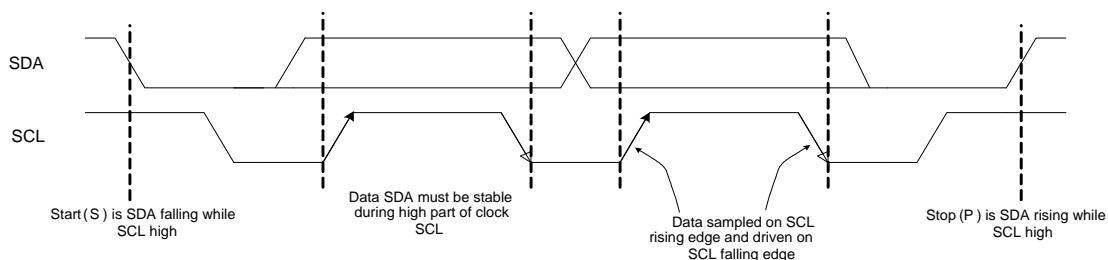 SDA
SCL
Start(S) is SDA falling while
SCL high
Data SDA must be stable
during high part of clock
SCL
Data sampled on SCL
rising edge and driven on
SCL falling edge
Stop(P) is SDA rising while
SCL high